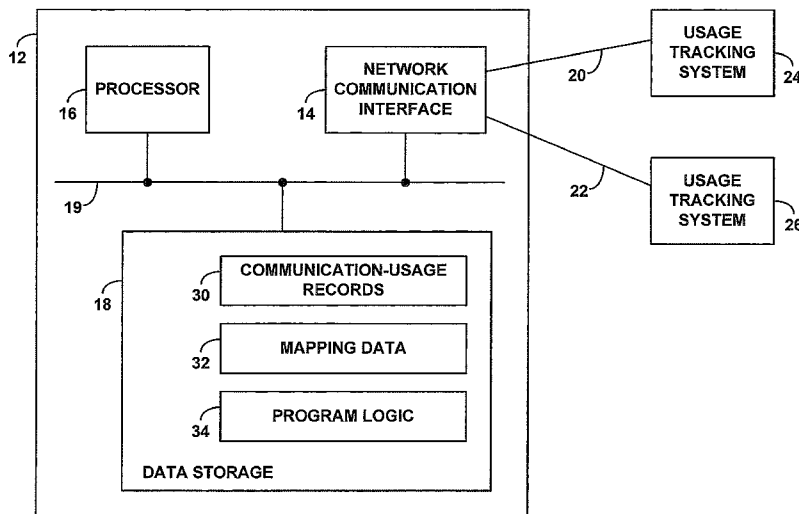 12
PROCESSOR
16
NETWORK
COMMUNICATION
INTERFACE
14
20
USAGE
TRACKING
SYSTEM
24
22
USAGE
TRACKING
SYSTEM
26
19
18
COMMUNICATION-USAGE
RECORDS
30
MAPPING DATA
32
PROGRAM LOGIC
34
DATA STORAGE